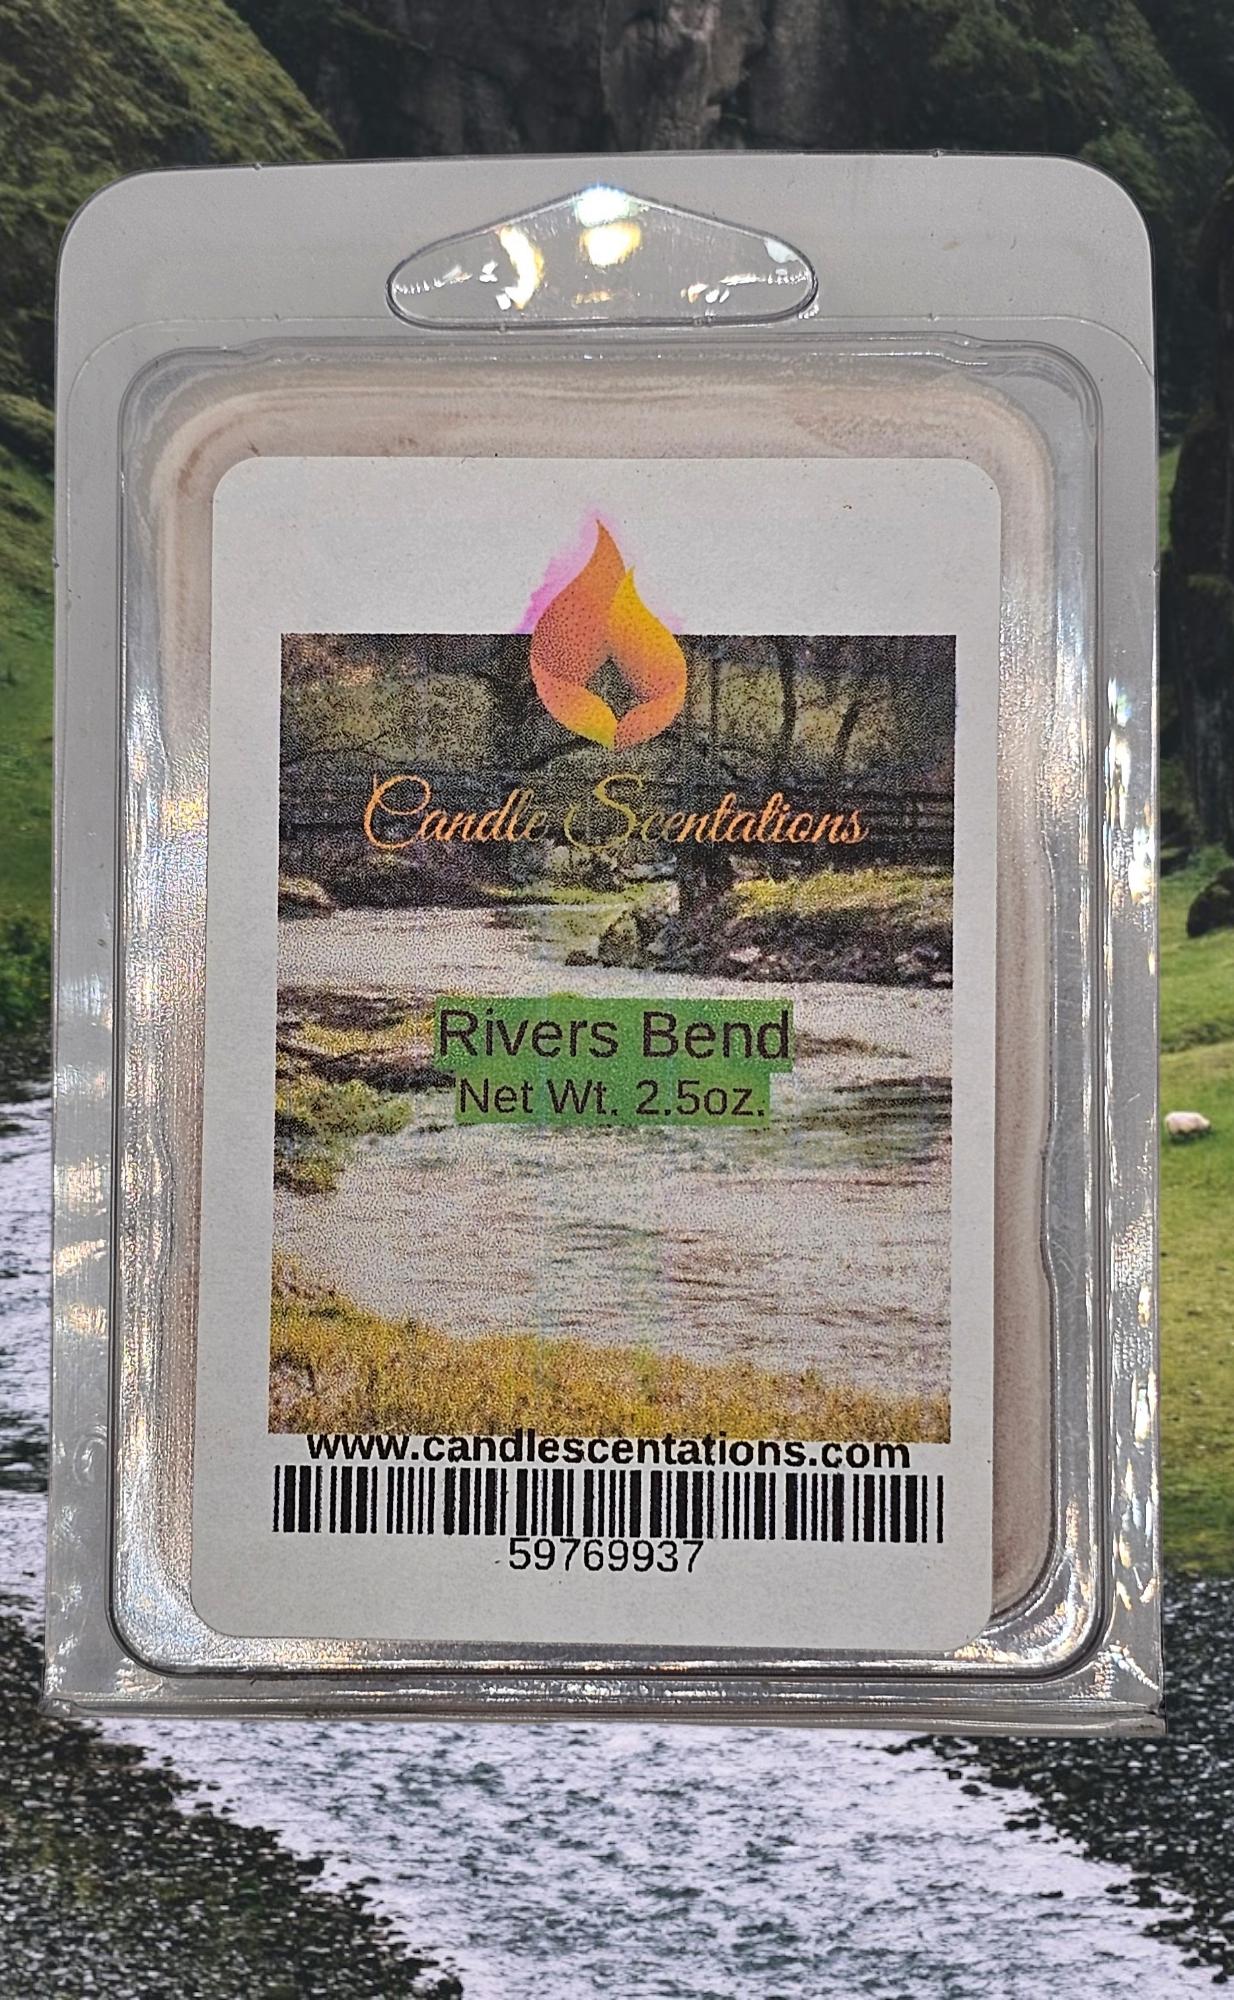 Candle Scentations
Rivers Bend
Net Wt. 2.5oz.
www.candlescentations.com
59769937